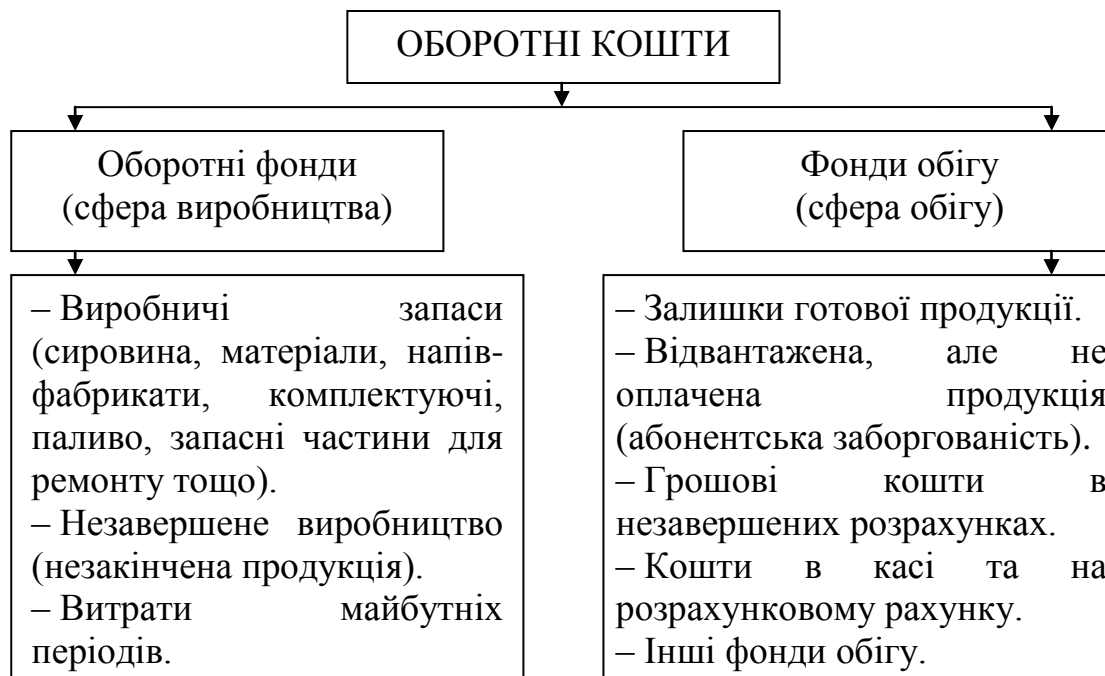 ОБОРОТНІ КОШТИ
Оборотні фонди
(сфера виробництва)
Фонди обігу
(сфера обігу)
– Виробничі запаси
(сировина, матеріали, напів-
фабрикати, комплектуючі,
паливо, запасні частини для
ремонту тощо).
– Незавершене виробництво
(незакінчена продукція).
– Витрати майбутніх
періодів.
– Залишки готової продукції.
– Відвантажена, але не
оплачена продукція
(абонентська заборгованість).
– Грошові кошти в
незавершених розрахунках.
– Кошти в касі та на
розрахунковому рахунку.
– Інші фонди обігу.